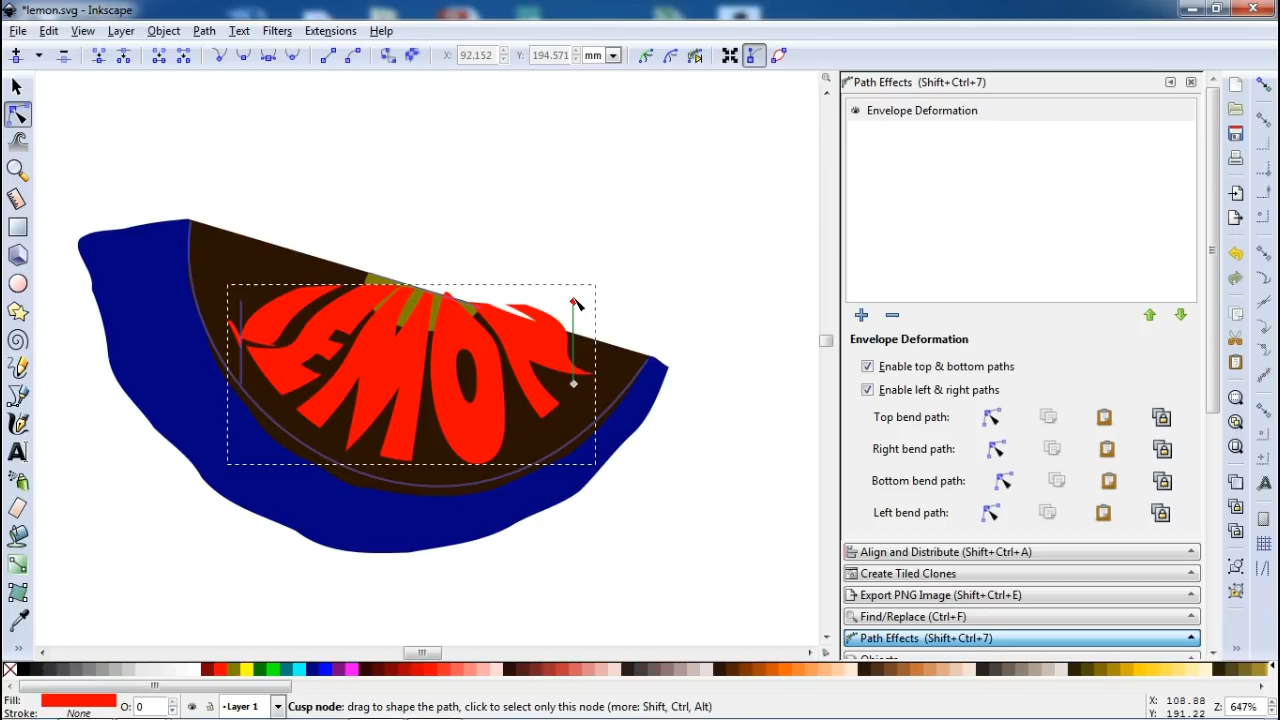 *lemon.svg - Inkscape
File Edit View Layer Object Path Text Filters Extensions Help
X: 92.152 Y: 194.571 mm
Path Effects (Shift+Ctrl+7)
Envelope Deformation
LEMON
Envelope Deformation
Enable top & bottom paths
Enable left & right paths
Top bend path:
Right bend path:
Bottom bend path:
Left bend path:
Align and Distribute (Shift+Ctrl+A)
Create Tiled Clones
Export PNG Image (Shift+Ctrl+E)
Find/Replace (Ctrl+F)
Path Effects (Shift+Ctrl+7)
Fill: O: 0 Layer 1 Cusp node: drag to shape the path, click to select only this node (more: Shift, Ctrl, Alt) X: 108.88 Z: 647%
Stroke: None Y: 191.22